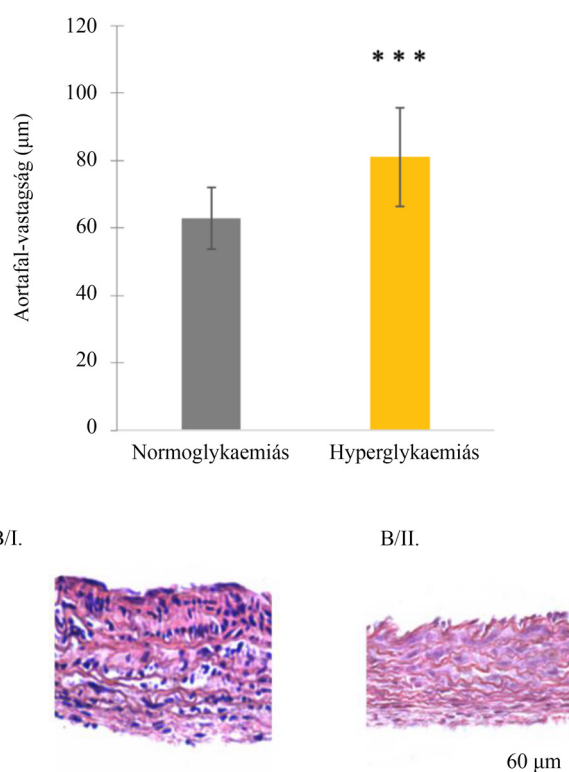 120
***
100
80
60
40
20
0
Aortafal-vastagság (μm)
Normoglykaemiás
Hyperglykaemiás
B/I.
B/II.
60 μm